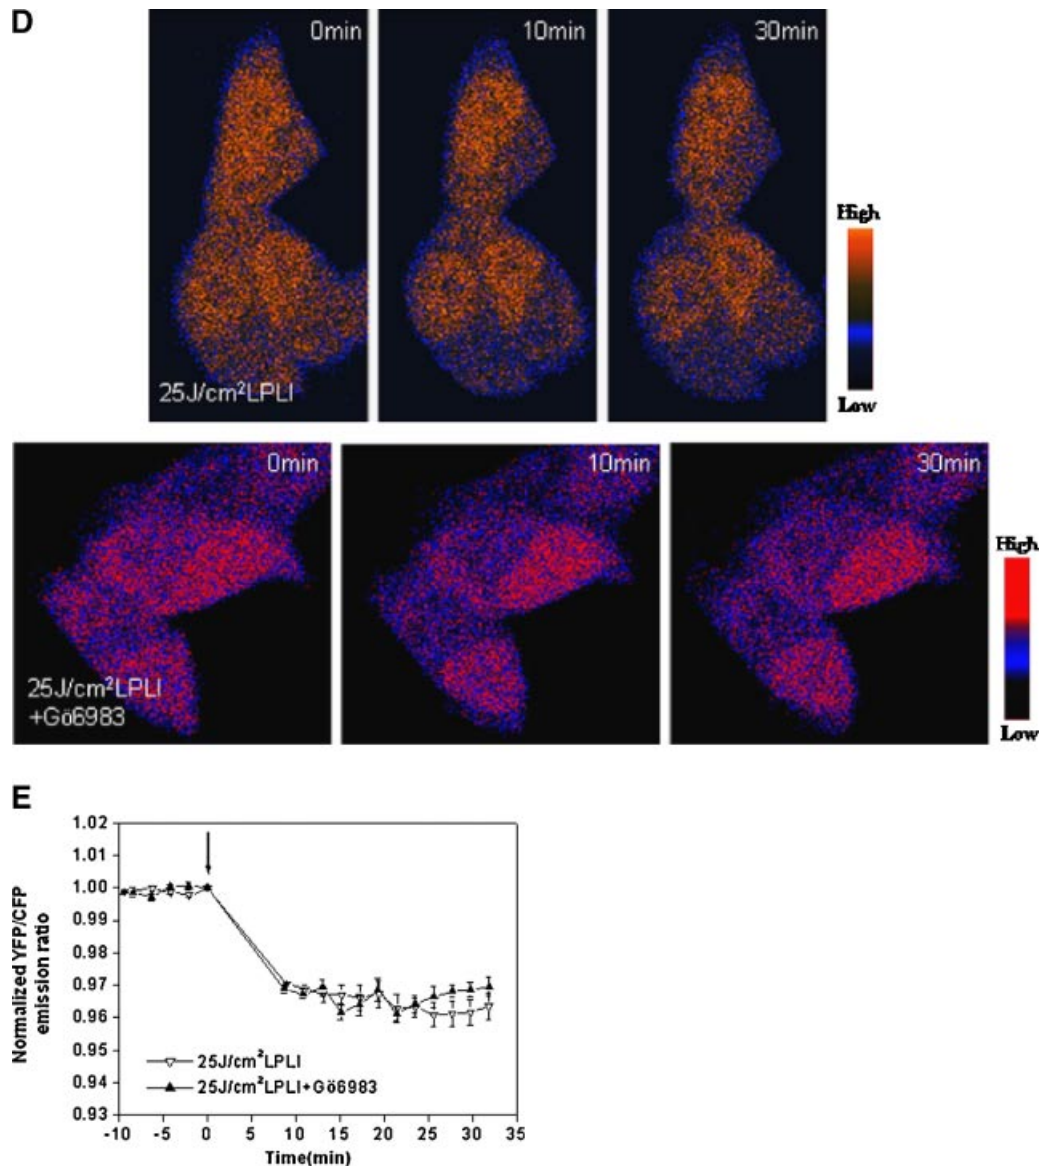 D
0min
10min
30min
25J/cm²LPLI
High
Low
0min
10min
30min
25J/cm²LPLI
+Gö6983
High
Low
E
Normalized YFP/CFP
emission ratio
1.02
1.01
1.00
0.99
0.98
0.97
0.96
0.95
0.94
0.93
25J/cm²LPLI
25J/cm²LPLI+Gö6983
-10 -5 0 5 10 15 20 25 30 35
Time(min)